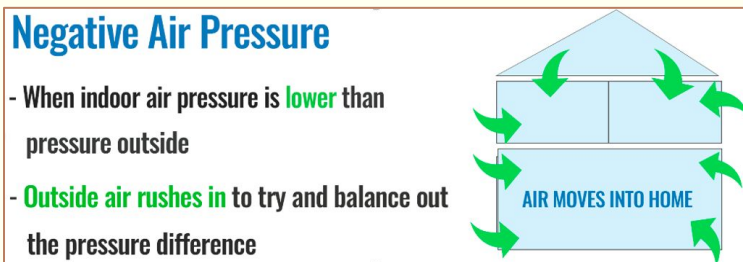 Negative Air Pressure
- When indoor air pressure is lower than
pressure outside
- Outside air rushes in to try and balance out
the pressure difference
AIR MOVES INTO HOME